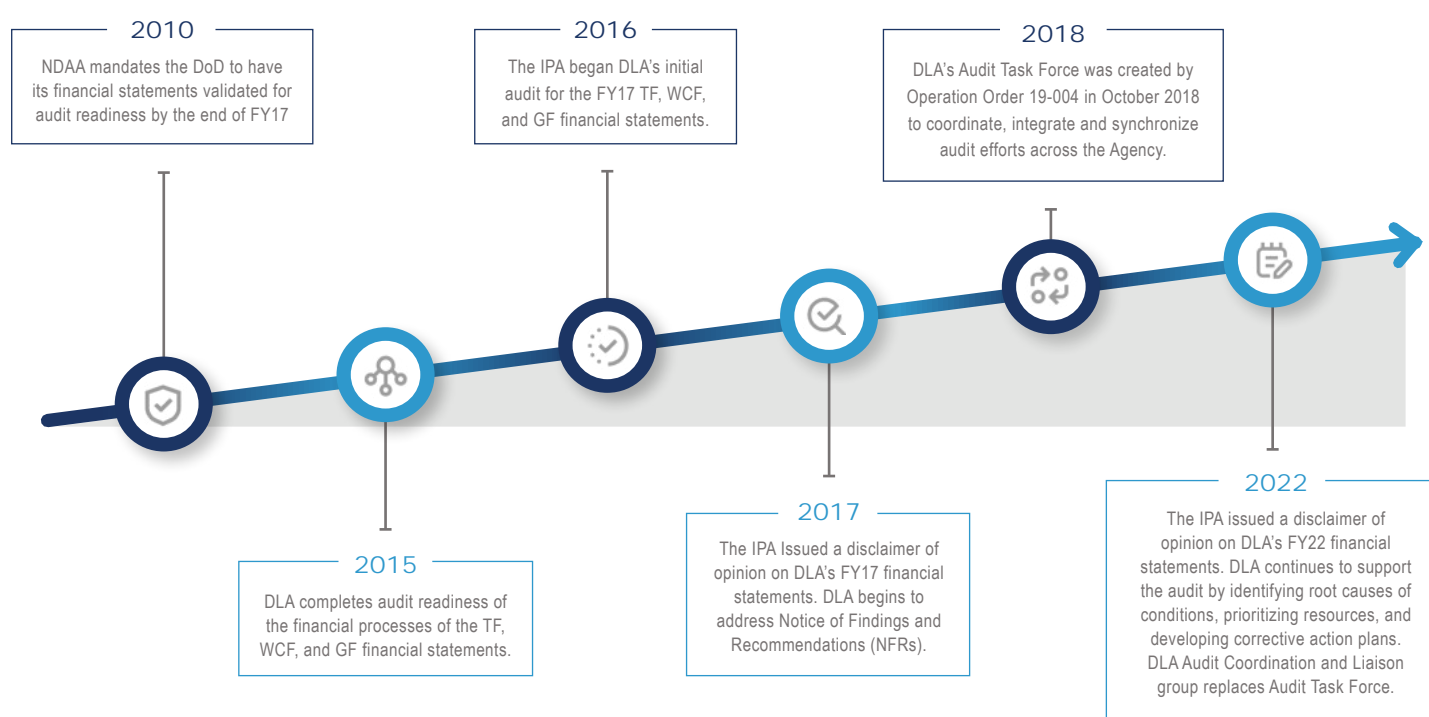 2010
NDAA mandates the DoD to have
its financial statements validated for
audit readiness by the end of FY17
2015
DLA completes audit readiness of
the financial processes of the TF,
WCF, and GF financial statements.
2016
The IPA began DLA's initial
audit for the FY17 TF, WCF,
and GF financial statements.
2017
The IPA Issued a disclaimer of
opinion on DLA's FY17 financial
statements. DLA begins to
address Notice of Findings and
Recommendations (NFRs).
2018
DLA's Audit Task Force was created by
Operation Order 19-004 in October 2018
to coordinate, integrate and synchronize
audit efforts across the Agency.
2022
The IPA issued a disclaimer of
opinion on DLA's FY22 financial
statements. DLA continues to support
the audit by identifying root causes of
conditions, prioritizing resources, and
developing corrective action plans.
DLA Audit Coordination and Liaison
group replaces Audit Task Force.